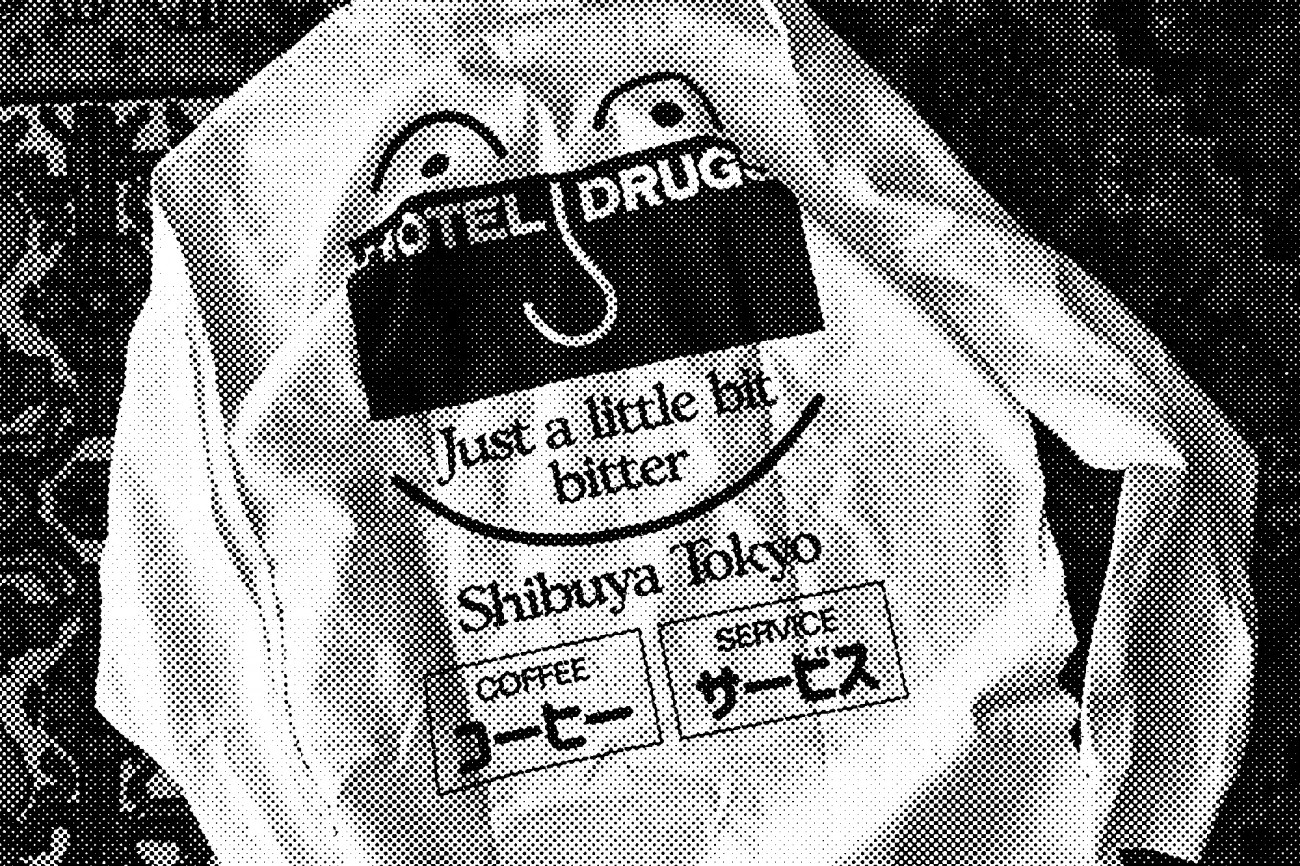 HOTEL DRUGS
Just a little bit
bitter
Shibuya Tokyo
COFFEE
コーヒー
SERVICE
サービス